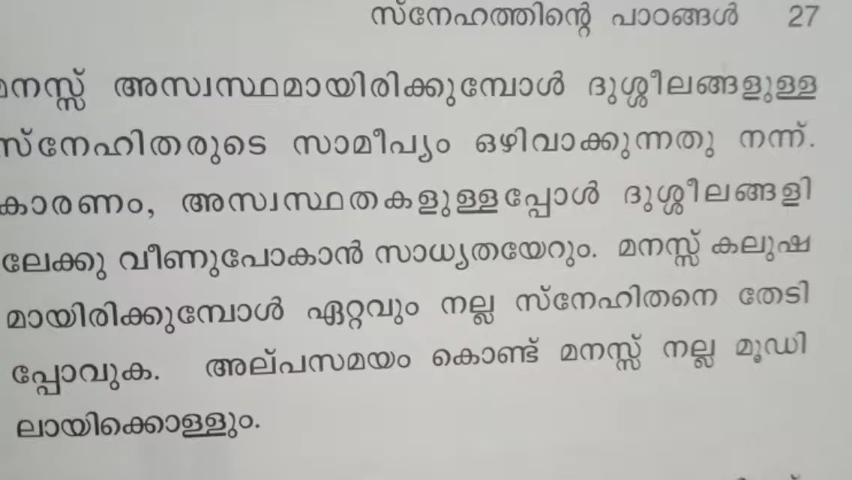 സ്നേഹത്തിന്റെ പാഠങ്ങൾ 27
മനസ്സ് അസ്വസ്ഥമായിരിക്കുമ്പോൾ ദുശ്ശീലങ്ങളുള്ള
സ്നേഹിതരുടെ സാമീപ്യം ഒഴിവാക്കുന്നതു നന്ന്.
കാരണം, അസ്വസ്ഥതകളുള്ളപ്പോൾ ദുശ്ശീലങ്ങളി
ലേക്കു വീണുപോകാൻ സാധ്യതയേറും. മനസ്സ് കലുഷ
മായിരിക്കുമ്പോൾ ഏറ്റവും നല്ല സ്നേഹിതനെ തേടി
പ്പോവുക. അല്പസമയം കൊണ്ട് മനസ്സ് നല്ല മൂഡി
ലായിക്കൊള്ളും.